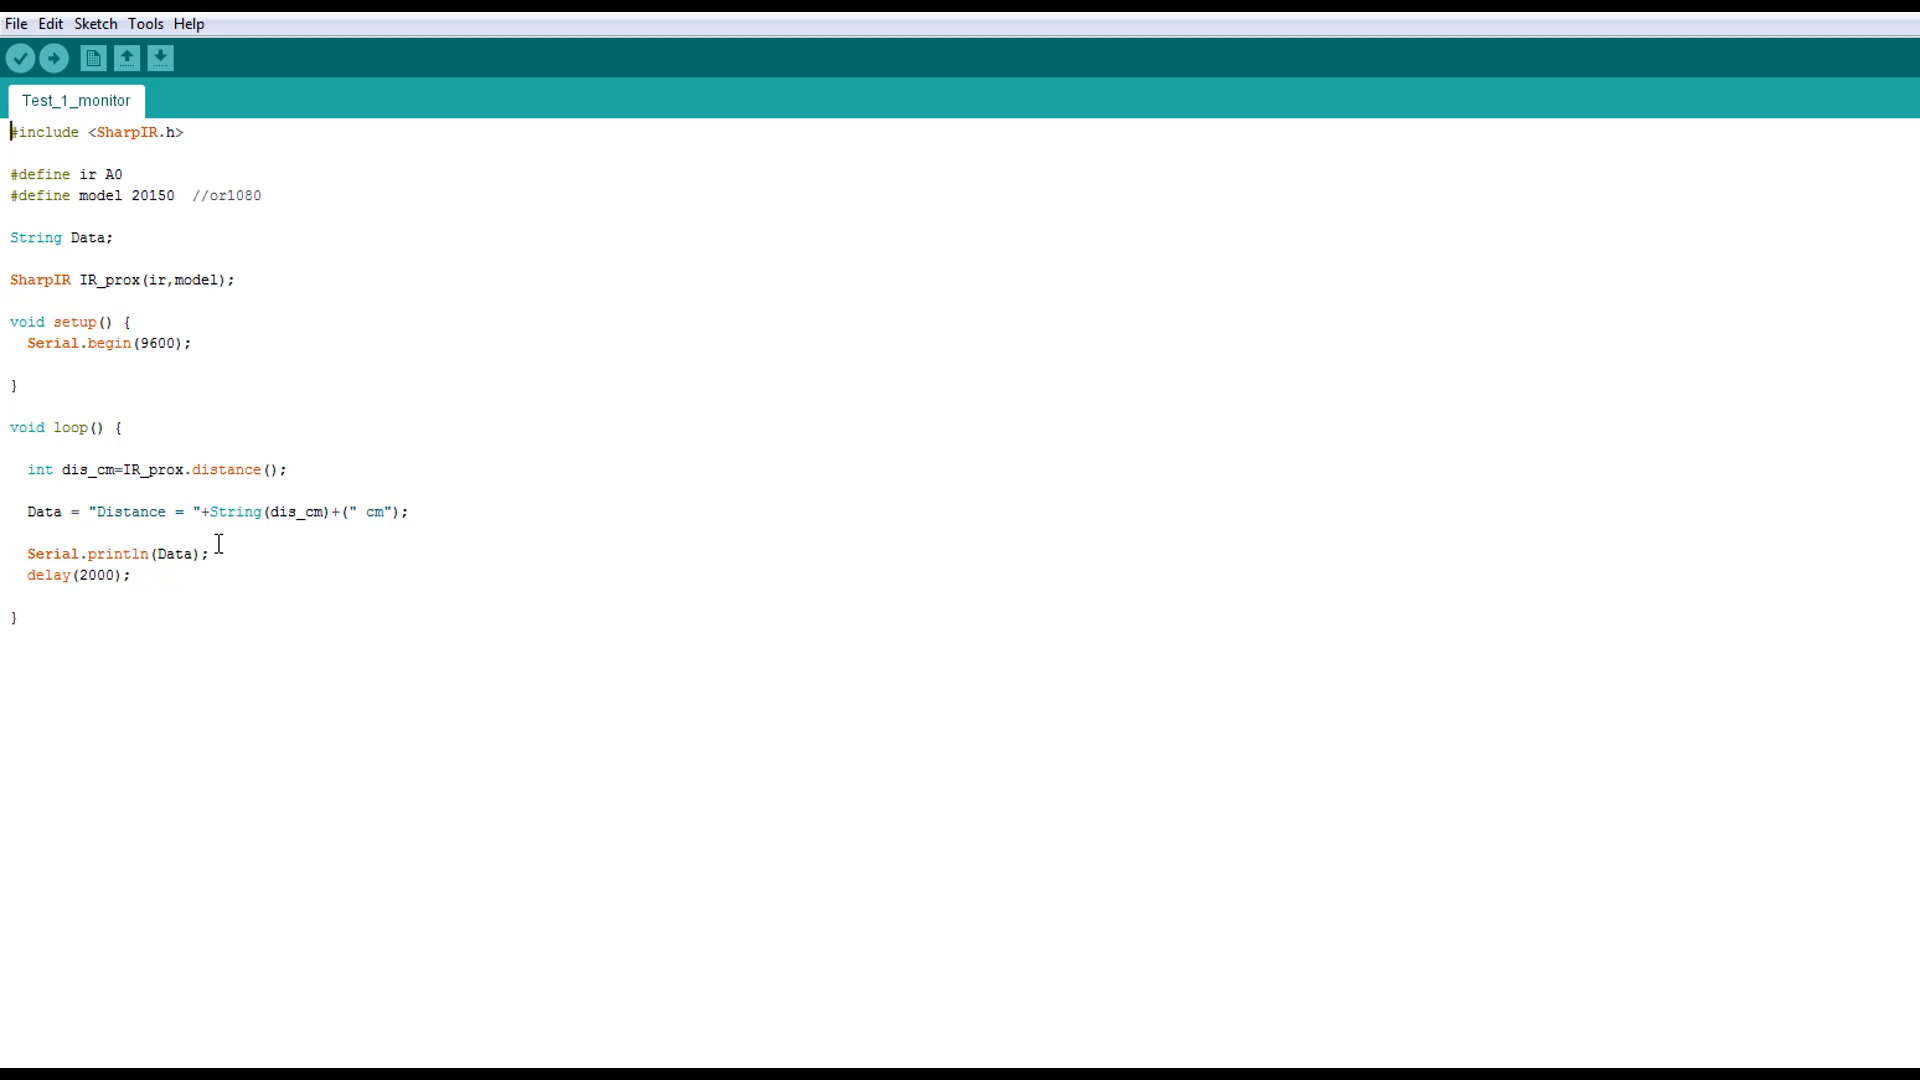 File Edit Sketch Tools Help
Test_1_monitor
#include <SharpIR.h>
#define ir A0
#define model 20150  //or1080
String Data;
SharpIR IR_prox(ir,model);
void setup() {
  Serial.begin(9600);
}
void loop() {
  int dis_cm=IR_prox.distance();
  Data = "Distance = "+String(dis_cm)+(" cm");
  Serial.println(Data);
  delay(2000);
}